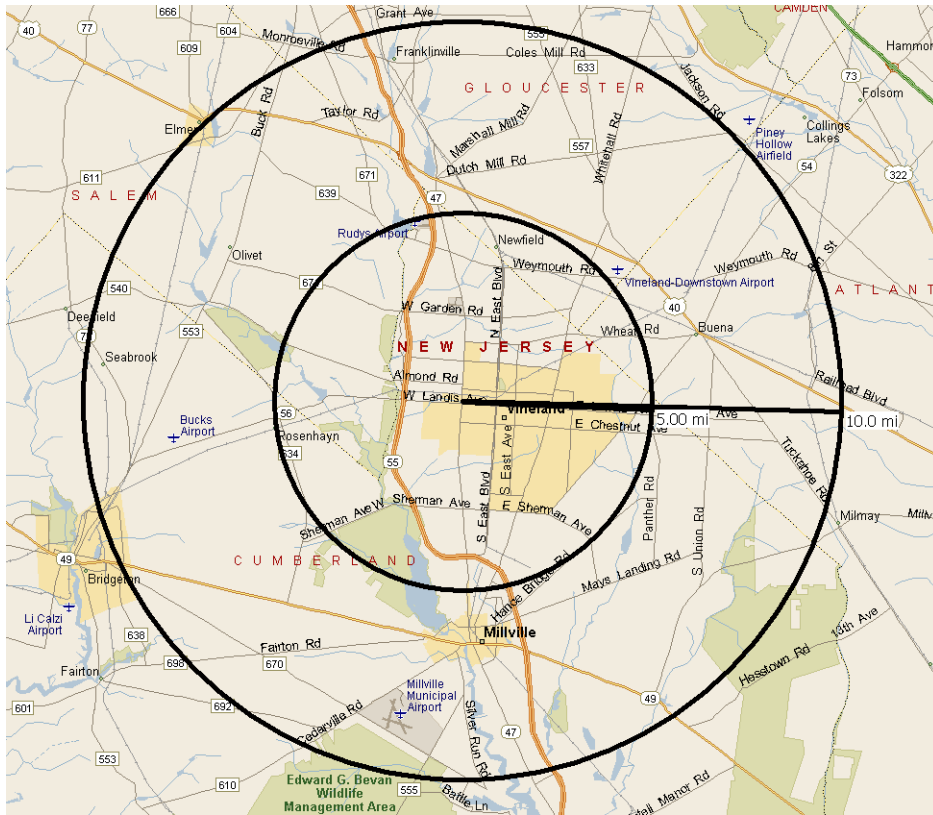 Grant Ave
CAMDEN
666
77
604
40
555
Monroeville Rd
Franklinville
Coles Mill Rd
Hammon
609
633
73
GLOUCESTER
Jackson Rd
Folsom
Buck Rd
Taylor Rd
Marshall Mill Rd
Whitehall Rd
Collings
Lakes
Elmer
Piney
Hollow
Airfield
557
Dutch Mill Rd
54
322
611
671
SALEM
639
47
Rudys Airport
Newfield
Olivet
Weymouth Rd
Weymouth Rd
Vineland-Downtown Airport
540
ATLANT
W Garden Rd
N East Blvd
40
Deerfield
553
Wheat Rd
Buena
NEW JERSEY
Seabrook
Almond Rd
Railroad Blvd
W Landis Ave
Vineland
Ave
5.00 mi
10.0 mi
56
Bucks
Airport
Rosenhayn
E Chestnut Ave
634
S East Ave
55
Tuckahoe Rd
Panther Rd
S Union Rd
W Sherman Ave
Sherman Ave
E Sherman Ave
S East Blvd
Milmay
CUMBERLAND
49
Bridgeton
Hance Bridge Rd
Mays Landing Rd
Li Calzi
Airport
638
Millville
13th Ave
Fairton Rd
698
670
Fairton
Hesstown Rd
Millville
Municipal
Airport
601
692
49
Cedarville Rd
Silver Run Rd
47
553
610
Edward G. Bevan
Wildlife
Management Area
555
Battle Ln
Manor Rd